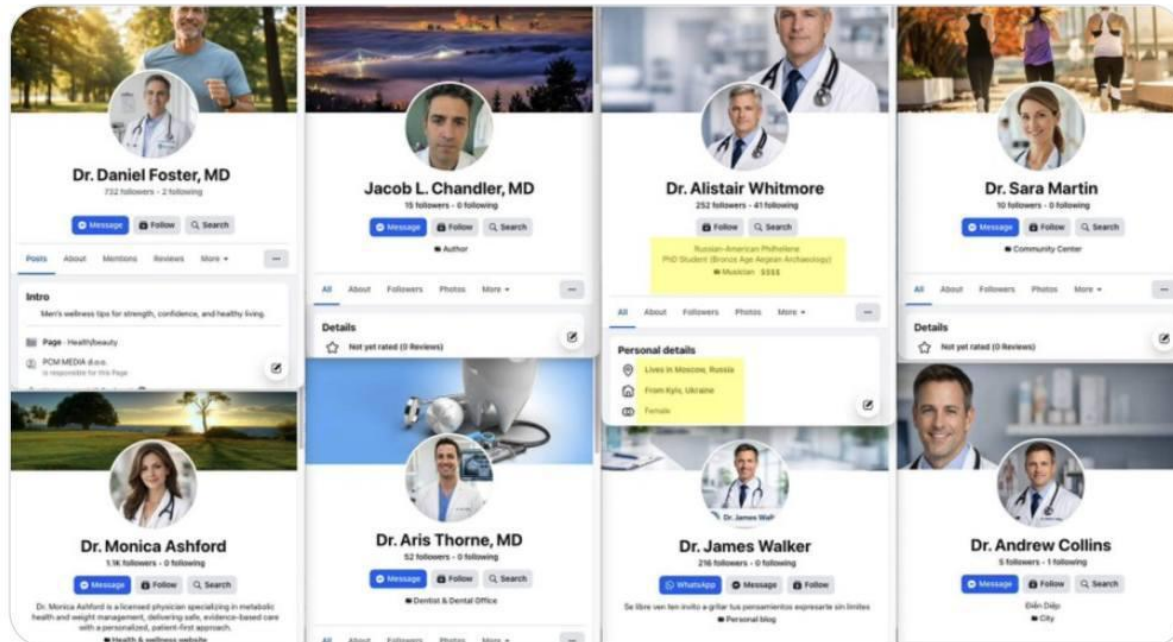 Dr. Daniel Foster, MD
732 followers • 2 following
Message Follow Search
Posts About Mentions Reviews More
Intro
Men's wellness tips for strength, confidence, and healthy living.
Page · Health/beauty
PCM MEDIA d.o.o.
is responsible for this Page
Jacob L. Chandler, MD
15 followers • 0 following
Message Follow Search
Author
All About Followers Photos More
Details
Not yet rated (0 Reviews)
Dr. Alistair Whitmore
252 followers • 41 following
Follow Search
Russian-American Philhellene
PhD Student (Bronze Age Aegean Archaeology)
Musician $$$$
All About Followers Photos More
Personal details
Lives in Moscow, Russia
From Kyiv, Ukraine
Female
Dr. Sara Martin
10 followers • 0 following
Message Follow Search
Community Center
All About Followers Photos More
Details
Not yet rated (0 Reviews)
Dr. Monica Ashford
1.1K followers • 0 following
Message Follow Search
Dr. Monica Ashford is a licensed physician specializing in metabolic
health and weight management, delivering safe, evidence-based care
with a personalized, patient-first approach.
Health & wellness website
Dr. Aris Thorne, MD
52 followers • 0 following
Message Follow Search
Dentist & Dental Office
All About Followers Photos More
Dr. James Walk
Dr. James Walker
216 followers • 0 following
WhatsApp Message Follow
Se libre ven ten invito a grillar tus pensamientos expresarte sin limites
Personal blog
Dr. Andrew Collins
5 followers • 1 following
Message Follow Search
Điền Diệp
City